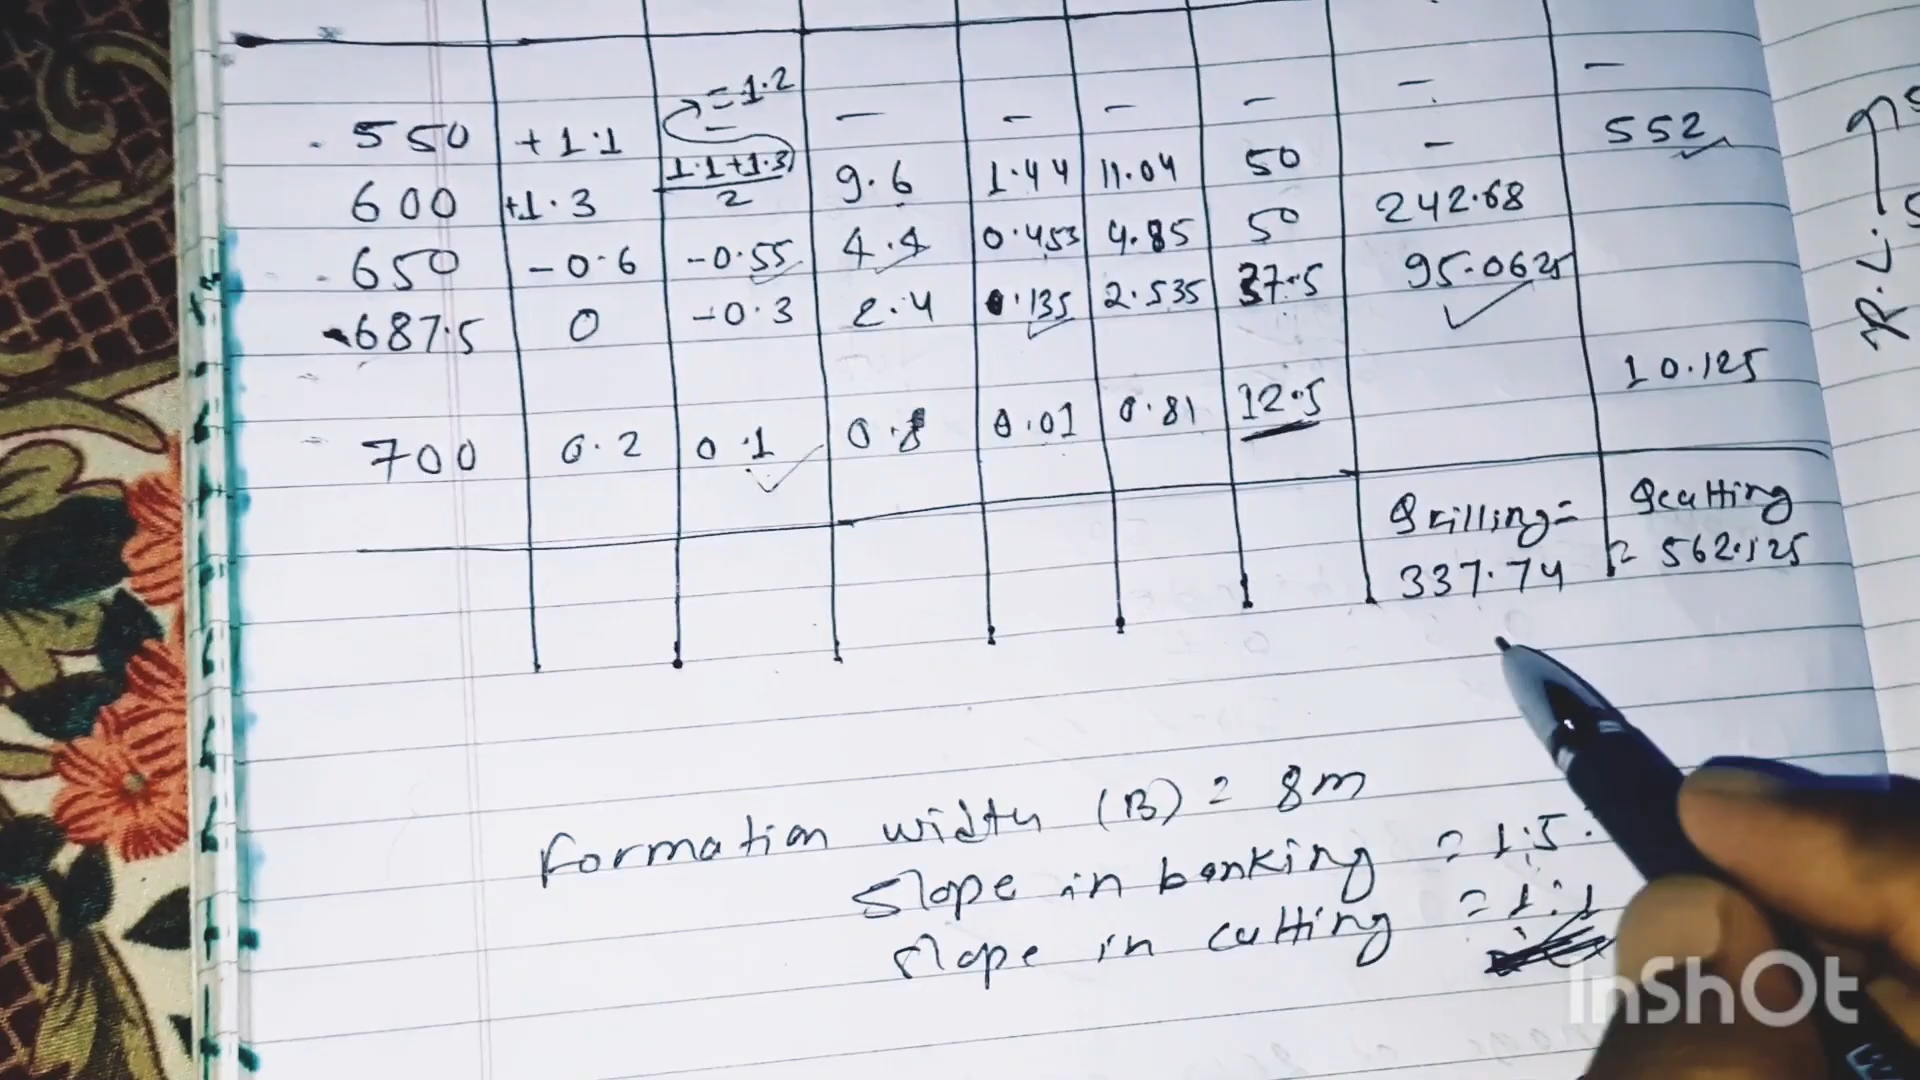 = 1.2
550 +1.1 — — — — — — —
600 +1.3 1.1+1.3/2 9.6 1.44 11.04 50 — 552
650 -0.6 -0.55 4.4 0.453 4.85 50 242.68
687.5 0 -0.3 2.4 0.135 2.535 37.5 95.0625
700 0.2 0.1 0.8 0.01 0.81 12.5 10.125
Qfilling = 337.74
Qcutting = 562.125
Formation width (B) = 8m
Slope in banking = 1.5:
Slope in cutting = 1:1
R.L.
InShOt